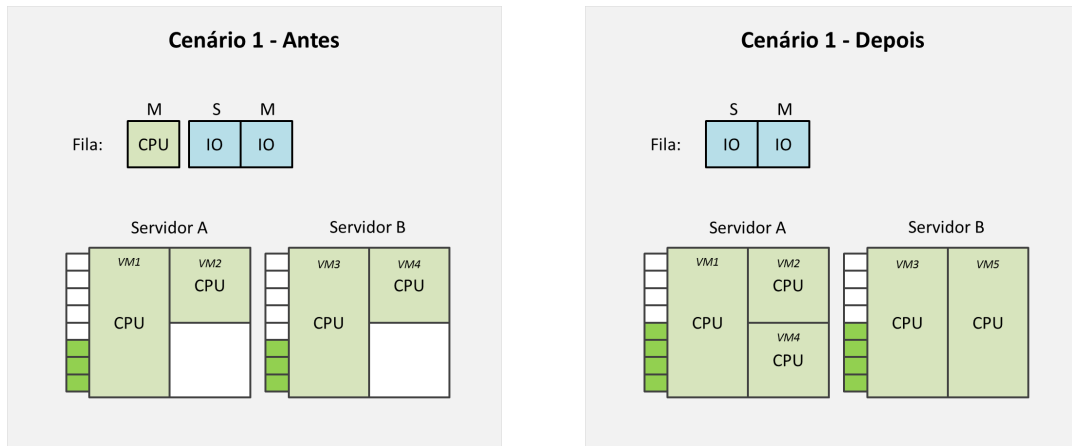 Cenário 1 - Antes
M S M
Fila: CPU IO IO
Servidor A Servidor B
VM1 VM2 VM3 VM4
CPU CPU
CPU CPU
Cenário 1 - Depois
S M
Fila: IO IO
Servidor A Servidor B
VM1 VM2 VM3 VM5
CPU
CPU CPU CPU
VM4
CPU